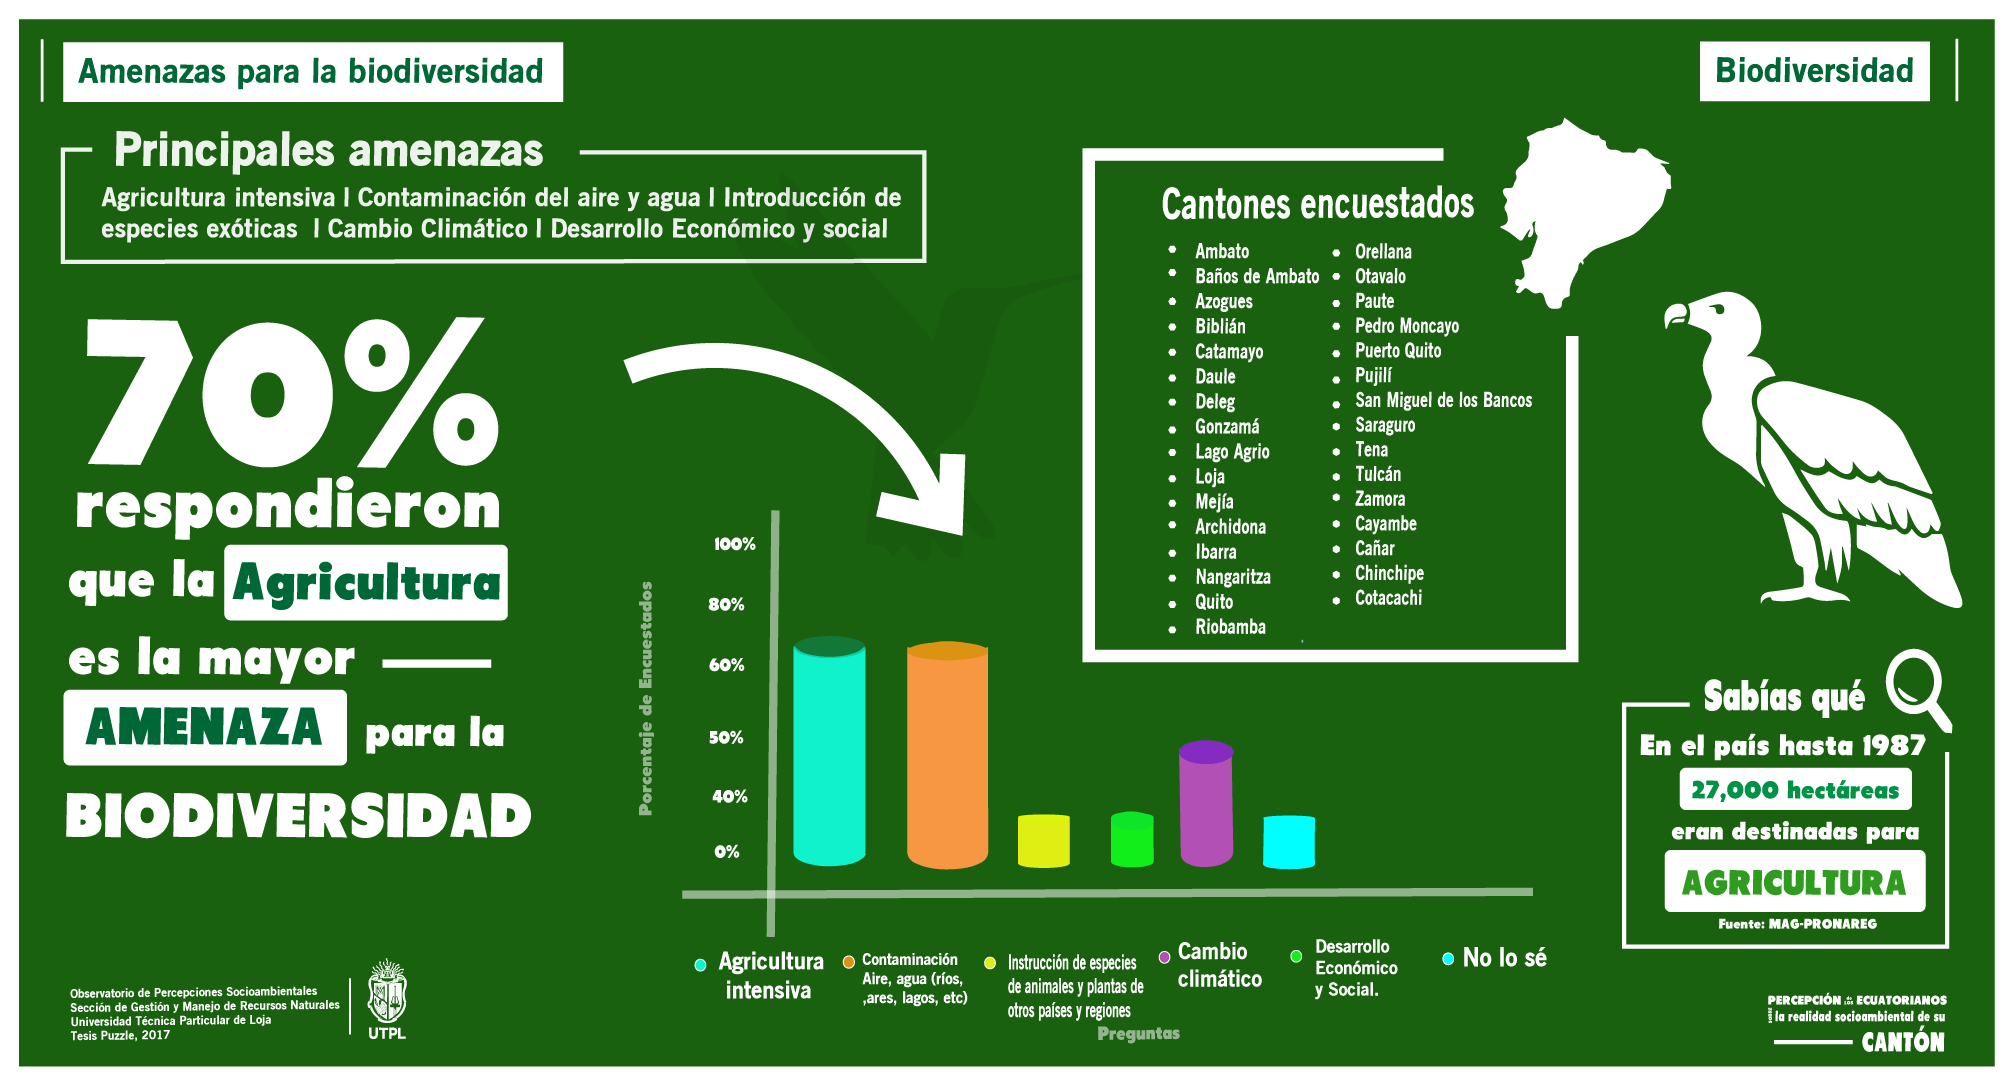 Amenazas para la biodiversidad
Biodiversidad
Principales amenazas
Agricultura intensiva I Contaminación del aire y agua I Introducción de
especies exóticas I Cambio Climático I Desarrollo Económico y social
70%
respondieron
que la Agricultura
es la mayor
AMENAZA para la
BIODIVERSIDAD
Cantones encuestados
Ambato
Baños de Ambato
Azogues
Biblián
Catamayo
Daule
Deleg
Gonzamá
Lago Agrio
Loja
Mejía
Archidona
Ibarra
Nangaritza
Quito
Riobamba
Orellana
Otavalo
Paute
Pedro Moncayo
Puerto Quito
Pujilí
San Miguel de los Bancos
Saraguro
Tena
Tulcán
Zamora
Cayambe
Cañar
Chinchipe
Cotacachi
Porcentaje de Encuestados
100%
80%
60%
50%
40%
0%
Agricultura
intensiva
Contaminación
Aire, agua (ríos,
,ares, lagos, etc)
Instrucción de especies
de animales y plantas de
otros países y regiones
Cambio
climático
Desarrollo
Económico
y Social.
No lo sé
Preguntas
Sabías qué
En el país hasta 1987
27,000 hectáreas
eran destinadas para
AGRICULTURA
Fuente: MAG-PRONAREG
Observatorio de Percepciones Socioambientales
Sección de Gestión y Manejo de Recursos Naturales
Universidad Técnica Particular de Loja
Tesis Puzzle, 2017
UTPL
PERCEPCIÓN de los ECUATORIANOS
sobre la realidad socioambiental de su
CANTÓN